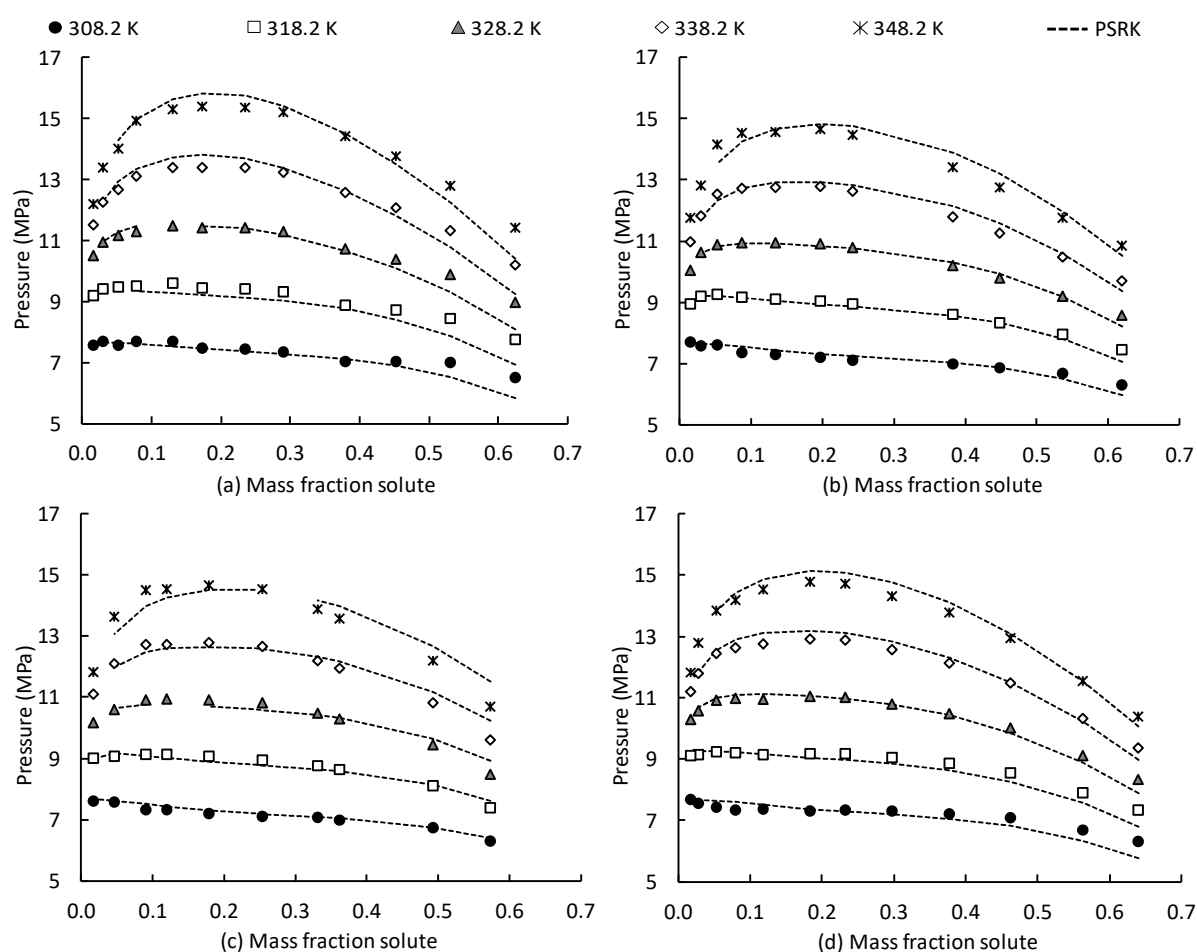 308.2 K 318.2 K 328.2 K 338.2 K 348.2 K PSRK
17
15
13
11
9
7
5
Pressure (MPa)
0.0 0.1 0.2 0.3 0.4 0.5 0.6 0.7
(a) Mass fraction solute
17
15
13
11
9
7
5
Pressure (MPa)
0.0 0.1 0.2 0.3 0.4 0.5 0.6 0.7
(b) Mass fraction solute
17
15
13
11
9
7
5
Pressure (MPa)
0.0 0.1 0.2 0.3 0.4 0.5 0.6 0.7
(c) Mass fraction solute
17
15
13
11
9
7
5
Pressure (MPa)
0.0 0.1 0.2 0.3 0.4 0.5 0.6 0.7
(d) Mass fraction solute